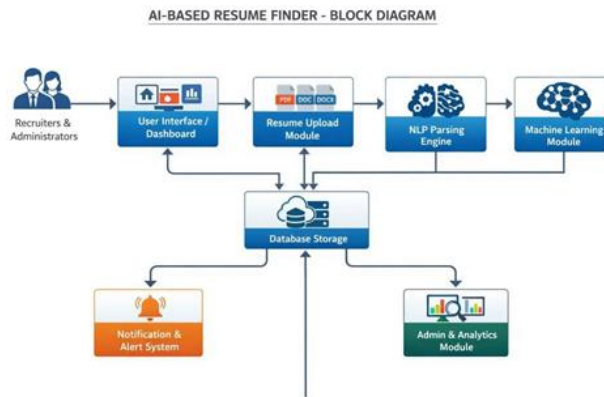 AI-BASED RESUME FINDER - BLOCK DIAGRAM
Recruiters &
Administrators
User Interface /
Dashboard
PDF
DOC
DOCX
Resume Upload
Module
NLP Parsing
Engine
Machine Learning
Module
Database Storage
Notification &
Alert System
Admin & Analytics
Module